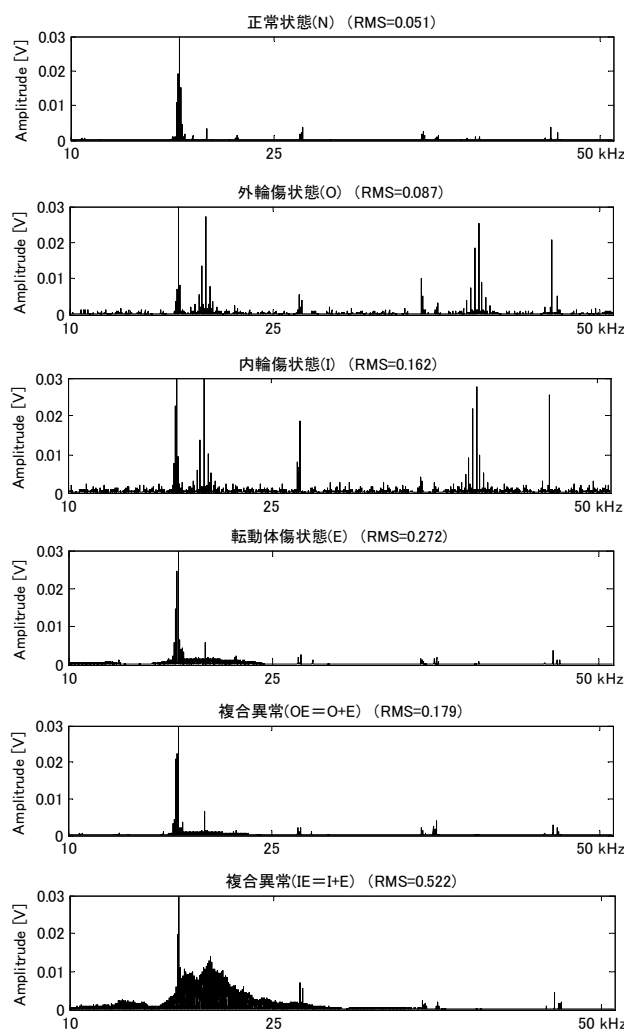 正常状態(N) (RMS=0.051)
Amplitrude [V]
0.03
0.02
0.01
0
10
25
50 kHz
外輪傷状態(O) (RMS=0.087)
Amplitrude [V]
0.03
0.02
0.01
0
10
25
50 kHz
内輪傷状態(I) (RMS=0.162)
Amplitrude [V]
0.03
0.02
0.01
0
10
25
50 kHz
転動体傷状態(E) (RMS=0.272)
Amplitrude [V]
0.03
0.02
0.01
0
10
25
50 kHz
複合異常(OE=O+E) (RMS=0.179)
Amplitrude [V]
0.03
0.02
0.01
0
10
25
50 kHz
複合異常(IE=I+E) (RMS=0.522)
Amplitrude [V]
0.03
0.02
0.01
0
10
25
50 kHz